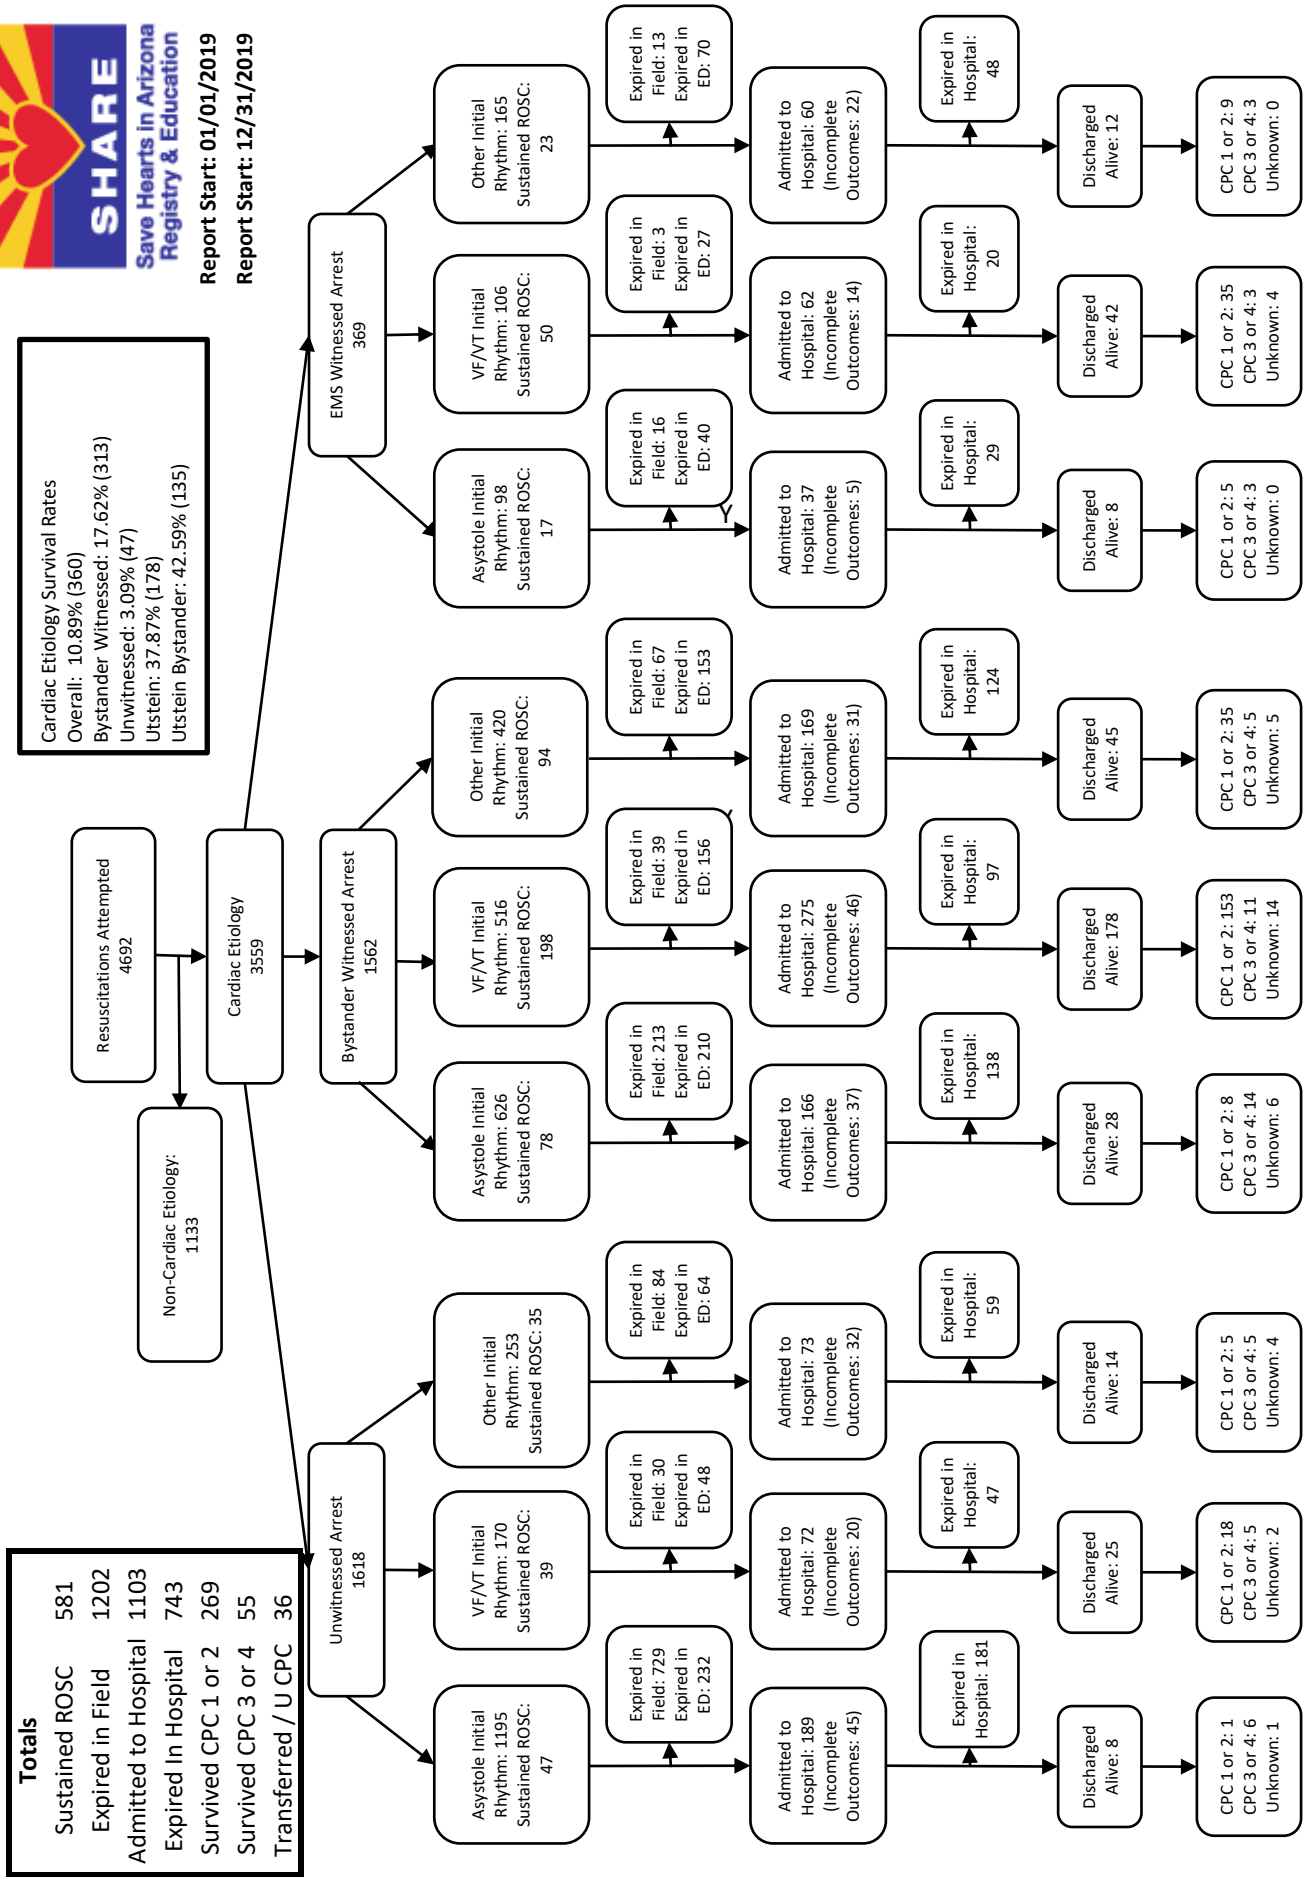 Totals
Sustained ROSC 581
Expired in Field 1202
Admitted to Hospital 1103
Expired In Hospital 743
Survived CPC 1 or 2 269
Survived CPC 3 or 4 55
Transferred / U CPC 36
Resuscitations Attempted
4692
Non-Cardiac Etiology:
1133
Cardiac Etiology
3559
Cardiac Etiology Survival Rates
Overall: 10.89% (360)
Bystander Witnessed: 17.62% (313)
Unwitnessed: 3.09% (47)
Utstein: 37.87% (178)
Utstein Bystander: 42.59% (135)
SHARE
Save Hearts in Arizona
Registry & Education
Report Start: 01/01/2019
Report Start: 12/31/2019
Unwitnessed Arrest
1618
Bystander Witnessed Arrest
1562
EMS Witnessed Arrest
369
Asystole Initial
Rhythm: 1195
Sustained ROSC:
47
VF/VT Initial
Rhythm: 170
Sustained ROSC:
39
Other Initial
Rhythm: 253
Sustained ROSC: 35
Asystole Initial
Rhythm: 626
Sustained ROSC:
78
VF/VT Initial
Rhythm: 516
Sustained ROSC:
198
Other Initial
Rhythm: 420
Sustained ROSC:
94
Asystole Initial
Rhythm: 98
Sustained ROSC:
17
VF/VT Initial
Rhythm: 106
Sustained ROSC:
50
Other Initial
Rhythm: 165
Sustained ROSC:
23
Expired in
Field: 729
Expired in
ED: 232
Expired in
Field: 30
Expired in
ED: 48
Expired in
Field: 84
Expired in
ED: 64
Expired in
Field: 213
Expired in
ED: 210
Expired in
Field: 39
Expired in
ED: 156
Expired in
Field: 67
Expired in
ED: 153
Expired in
Field: 16
Expired in
ED: 40
Y
Expired in
Field: 3
Expired in
ED: 27
Expired in
Field: 13
Expired in
ED: 70
Admitted to
Hospital: 189
(Incomplete
Outcomes: 45)
Admitted to
Hospital: 72
(Incomplete
Outcomes: 20)
Admitted to
Hospital: 73
(Incomplete
Outcomes: 32)
Admitted to
Hospital: 166
(Incomplete
Outcomes: 37)
Admitted to
Hospital: 275
(Incomplete
Outcomes: 46)
Admitted to
Hospital: 169
(Incomplete
Outcomes: 31)
Admitted to
Hospital: 37
(Incomplete
Outcomes: 5)
Admitted to
Hospital: 62
(Incomplete
Outcomes: 14)
Admitted to
Hospital: 60
(Incomplete
Outcomes: 22)
Expired in
Hospital: 181
Expired in
Hospital:
47
Expired in
Hospital:
59
Expired in
Hospital:
138
Expired in
Hospital:
97
Expired in
Hospital:
124
Expired in
Hospital:
29
Expired in
Hospital:
20
Expired in
Hospital:
48
Discharged
Alive: 8
Discharged
Alive: 25
Discharged
Alive: 14
Discharged
Alive: 28
Discharged
Alive: 178
Discharged
Alive: 45
Discharged
Alive: 8
Discharged
Alive: 42
Discharged
Alive: 12
CPC 1 or 2: 1
CPC 3 or 4: 6
Unknown: 1
CPC 1 or 2: 18
CPC 3 or 4: 5
Unknown: 2
CPC 1 or 2: 5
CPC 3 or 4: 5
Unknown: 4
CPC 1 or 2: 8
CPC 3 or 4: 14
Unknown: 6
CPC 1 or 2: 153
CPC 3 or 4: 11
Unknown: 14
CPC 1 or 2: 35
CPC 3 or 4: 5
Unknown: 5
CPC 1 or 2: 5
CPC 3 or 4: 3
Unknown: 0
CPC 1 or 2: 35
CPC 3 or 4: 3
Unknown: 4
CPC 1 or 2: 9
CPC 3 or 4: 3
Unknown: 0